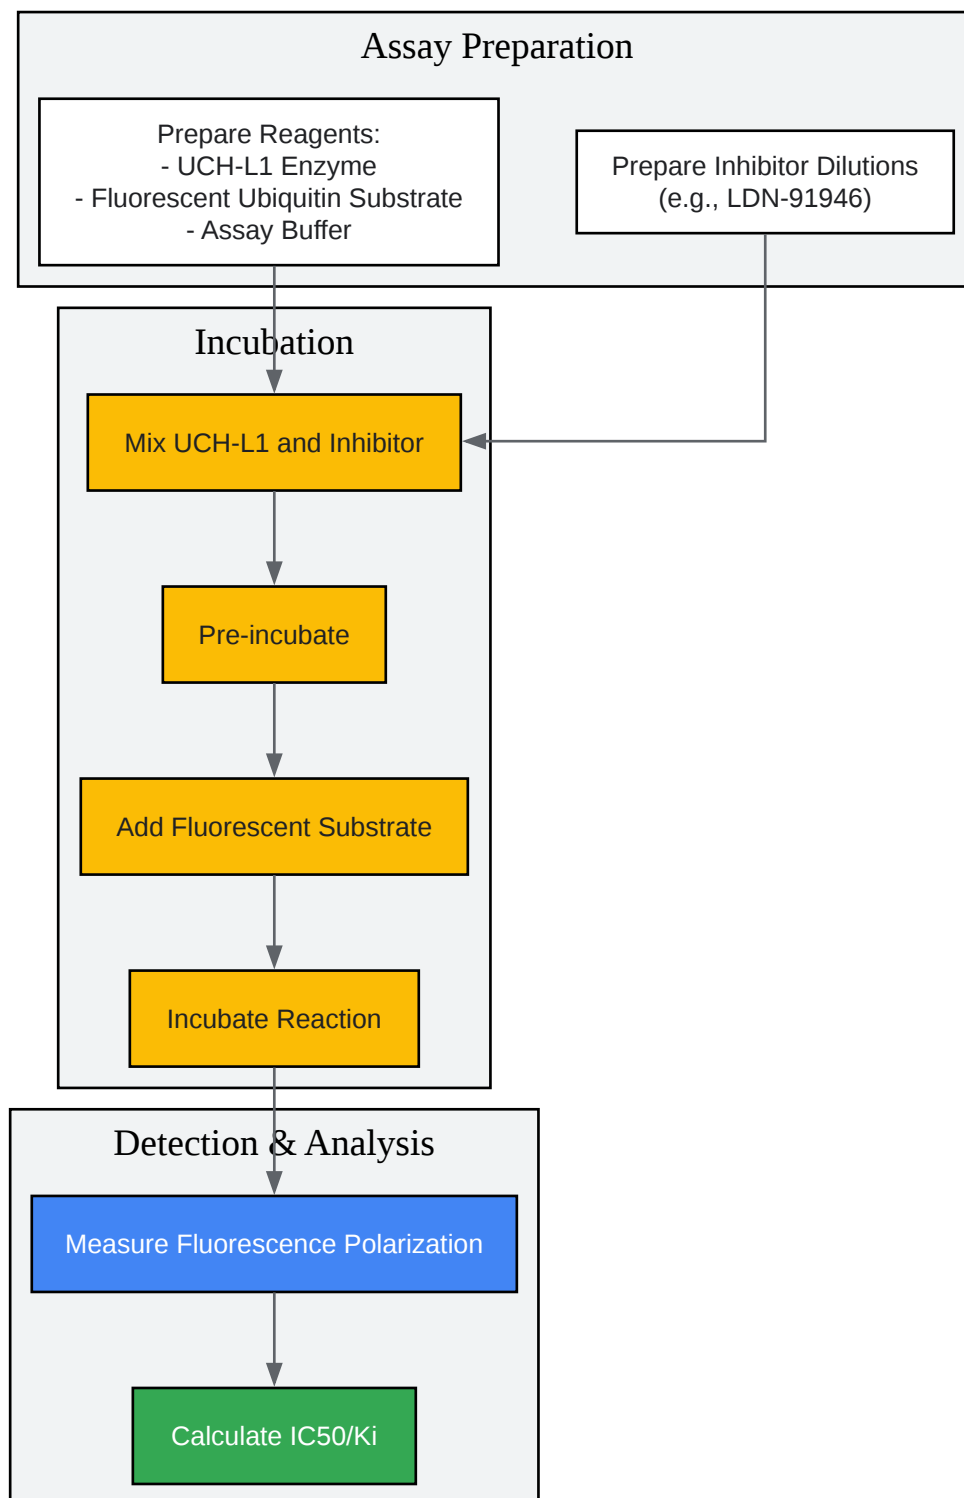 Assay Preparation
Prepare Reagents:
- UCH-L1 Enzyme
- Fluorescent Ubiquitin Substrate
- Assay Buffer
Prepare Inhibitor Dilutions
(e.g., LDN-91946)
Incubation
Mix UCH-L1 and Inhibitor
Pre-incubate
Add Fluorescent Substrate
Incubate Reaction
Detection & Analysis
Measure Fluorescence Polarization
Calculate IC50/Ki